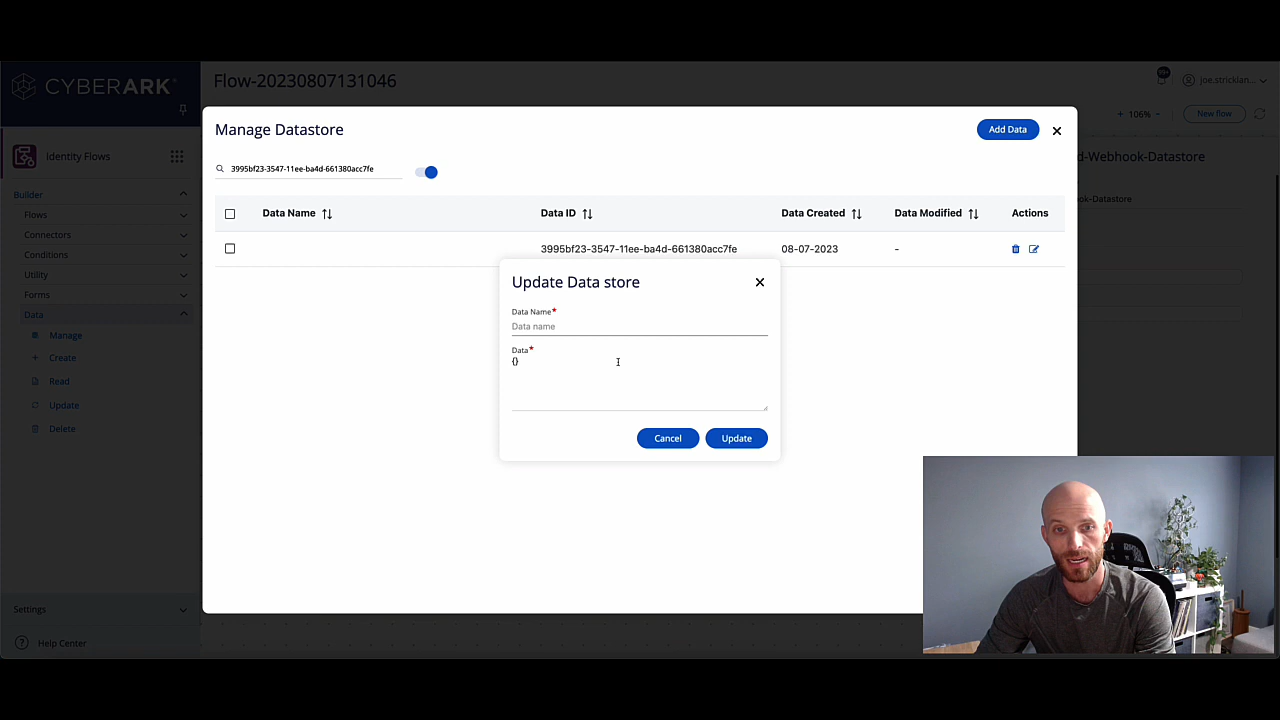 CYBERARK®
Flow-20230807131046
99+
joe.stricklan...
+ 106% -
New flow
Identity Flows
Builder
Flows
Connectors
Conditions
Utility
Forms
Data
Manage
Create
Read
Update
Delete
Settings
Help Center
d-Webhook-Datastore
ok-Datastore
Manage Datastore
Add Data
3995bf23-3547-11ee-ba4d-661380acc7fe
Data Name
Data ID
Data Created
Data Modified
Actions
3995bf23-3547-11ee-ba4d-661380acc7fe
08-07-2023
-
Update Data store
Data Name*
Data name
Data*
{}
Cancel
Update